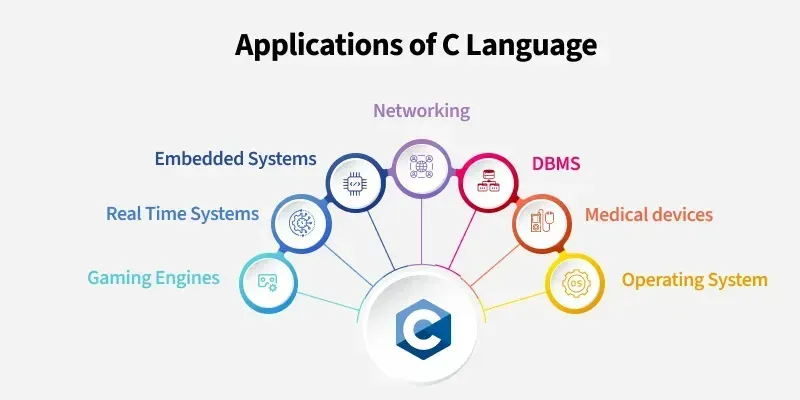 Applications of C Language
Networking
Embedded Systems
DBMS
Real Time Systems
Medical devices
Gaming Engines
Operating System
OS
C